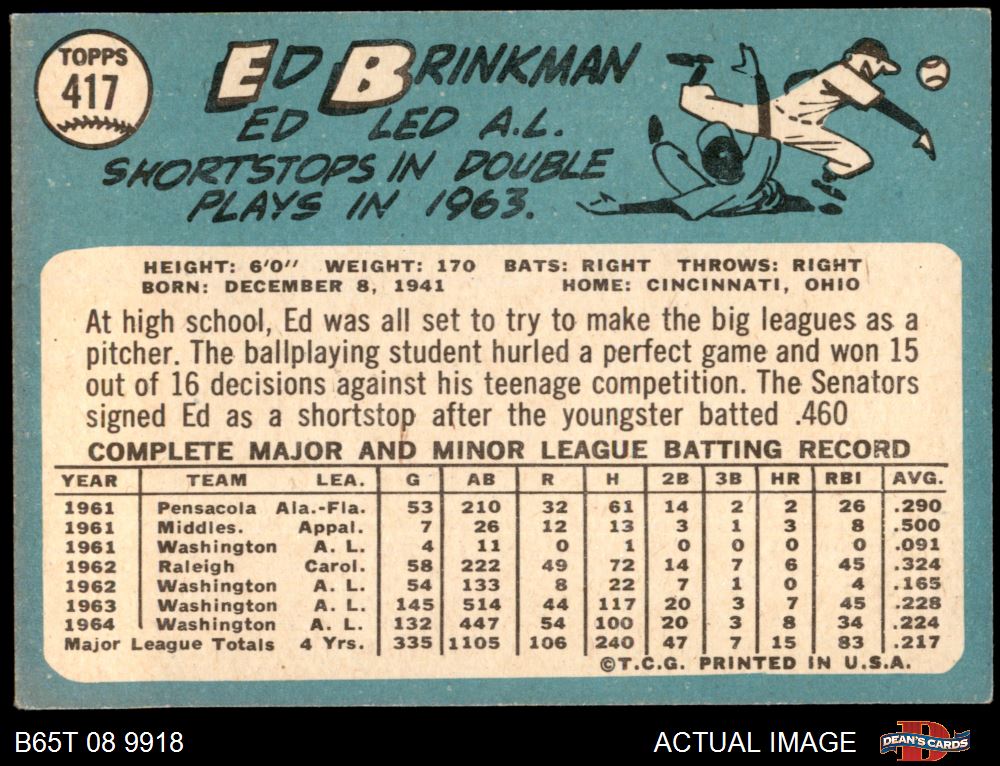 TOPPS
417
ED BRINKMAN
ED LED A.L.
SHORTSTOPS IN DOUBLE
PLAYS IN 1963.
HEIGHT: 6'0" WEIGHT: 170 BATS: RIGHT THROWS: RIGHT
BORN: DECEMBER 8, 1941 HOME: CINCINNATI, OHIO
At high school, Ed was all set to try to make the big leagues as a
pitcher. The ballplaying student hurled a perfect game and won 15
out of 16 decisions against his teenage competition. The Senators
signed Ed as a shortstop after the youngster batted .460
COMPLETE MAJOR AND MINOR LEAGUE BATTING RECORD
YEAR TEAM LEA. G AB R H 2B 3B HR RBI AVG.
1961 Pensacola Ala.-Fla. 53 210 32 61 14 2 2 26 .290
1961 Middles. Appal. 7 26 12 13 3 1 3 8 .500
1961 Washington A. L. 4 11 0 1 0 0 0 0 .091
1962 Raleigh Carol. 58 222 49 72 14 7 6 45 .324
1962 Washington A. L. 54 133 8 22 7 1 0 4 .165
1963 Washington A. L. 145 514 44 117 20 3 7 45 .228
1964 Washington A. L. 132 447 54 100 20 3 8 34 .224
Major League Totals 4 Yrs. 335 1105 106 240 47 7 15 83 .217
©T.C.G. PRINTED IN U.S.A.
B65T 08 9918 ACTUAL IMAGE DEAN'S CARDS